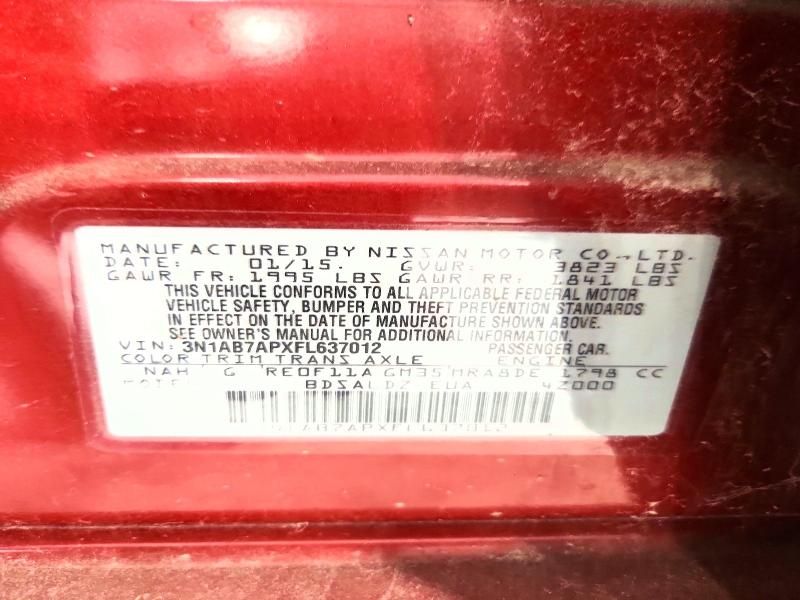 MANUFACTURED BY NISSAN MOTOR CO.,LTD.
DATE: 01/15. GVWR: 3823 LBS
GAWR FR: 1995 LBS GAWR RR: 1841 LBS
THIS VEHICLE CONFORMS TO ALL APPLICABLE FEDERAL MOTOR
VEHICLE SAFETY, BUMPER AND THEFT PREVENTION STANDARDS
IN EFFECT ON THE DATE OF MANUFACTURE SHOWN ABOVE.
SEE OWNER'S MANUAL FOR ADDITIONAL INFORMATION.
VIN: 3N1AB7APXFL637012 PASSENGER CAR.
COLOR TRIM TRANS AXLE ENGINE
NAH G RE0F11A GM35 MRA8DE 1798 CC
BDSALDZ EUA 4Z000